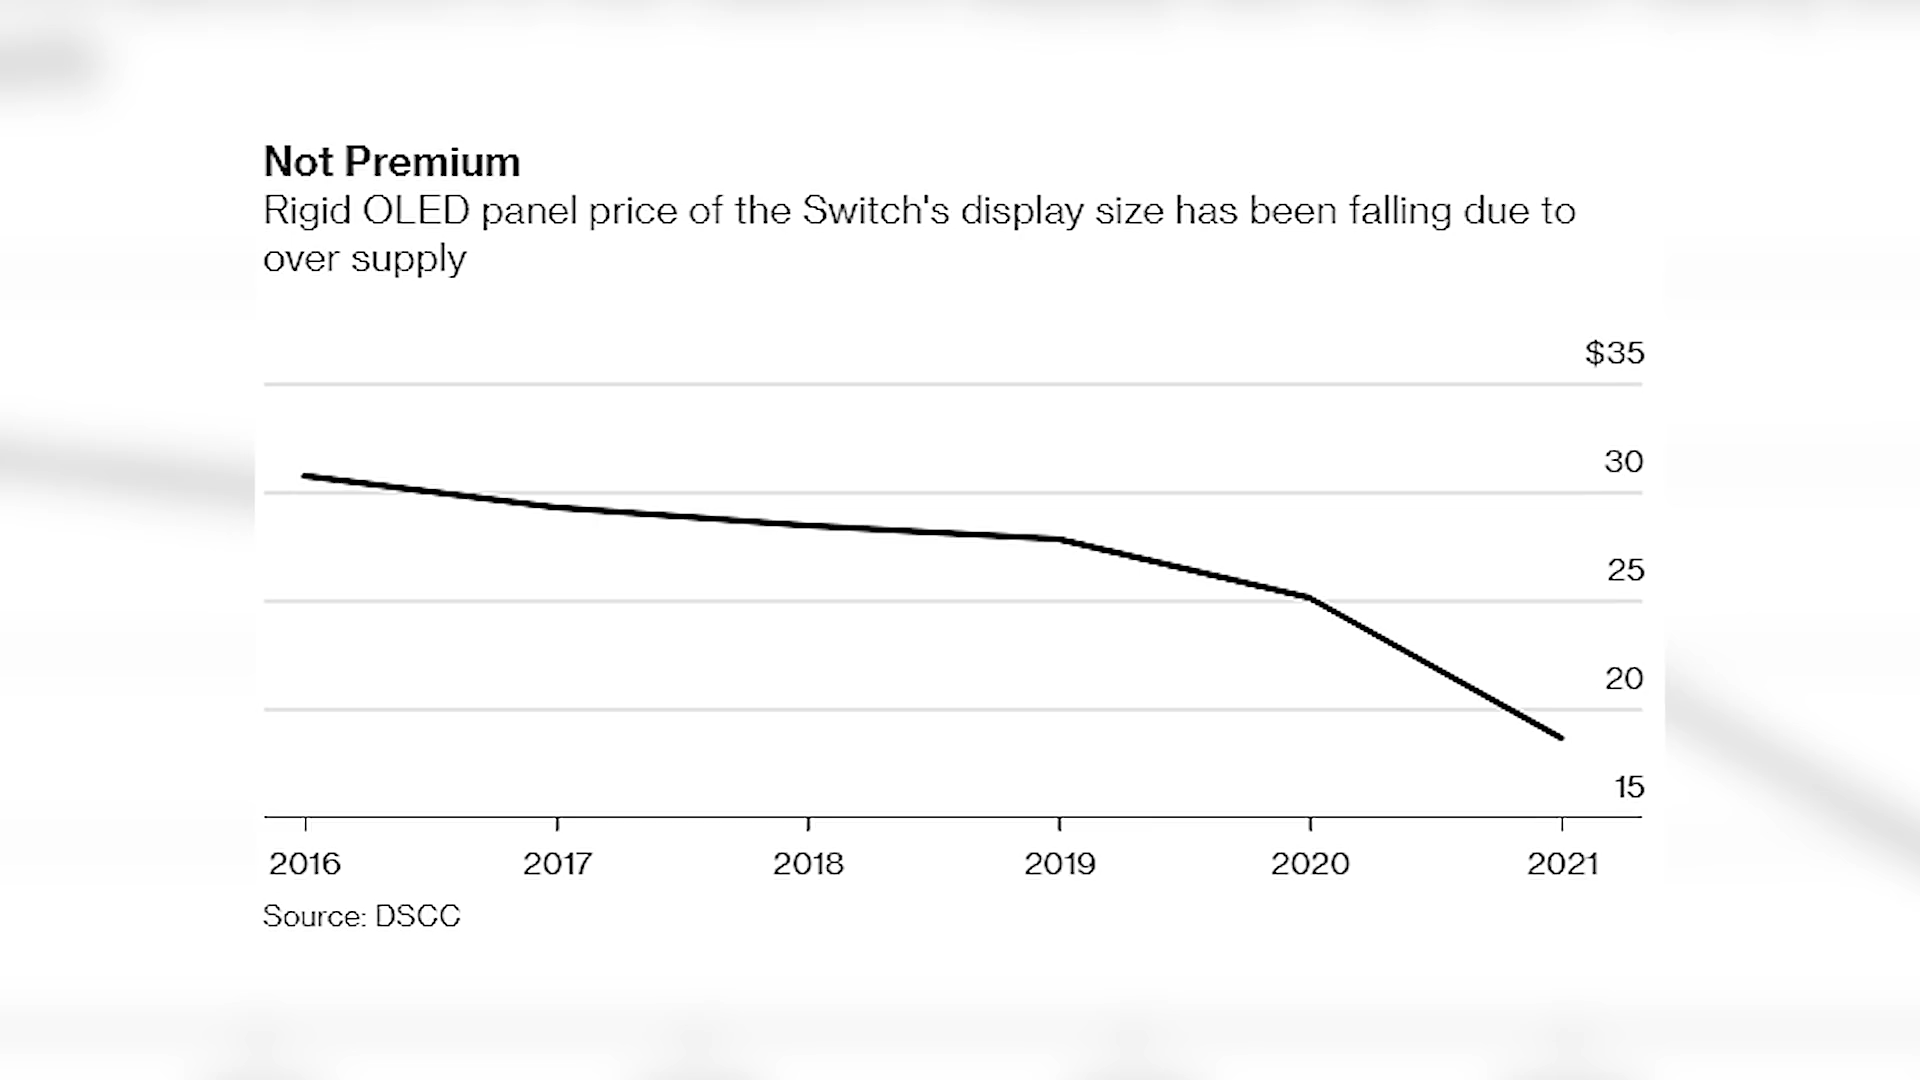 Not Premium
Rigid OLED panel price of the Switch's display size has been falling due to
over supply
$35
30
25
20
15
2016 2017 2018 2019 2020 2021
Source: DSCC